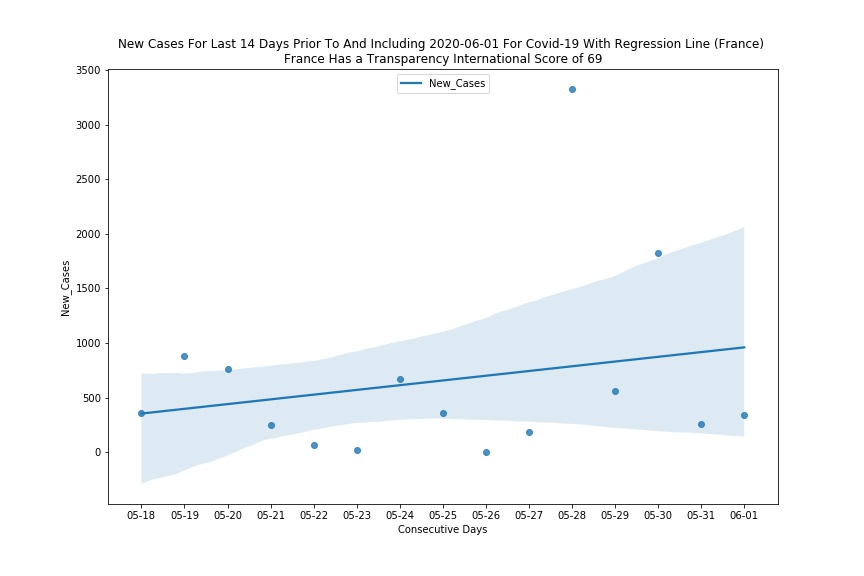 New Cases For Last 14 Days Prior To And Including 2020-06-01 For Covid-19 With Regression Line (France)
France Has a Transparency International Score of 69
New_Cases
3500
3000
2500
2000
1500
1000
500
0
New_Cases
05-18 05-19 05-20 05-21 05-22 05-23 05-24 05-25 05-26 05-27 05-28 05-29 05-30 05-31 06-01
Consecutive Days